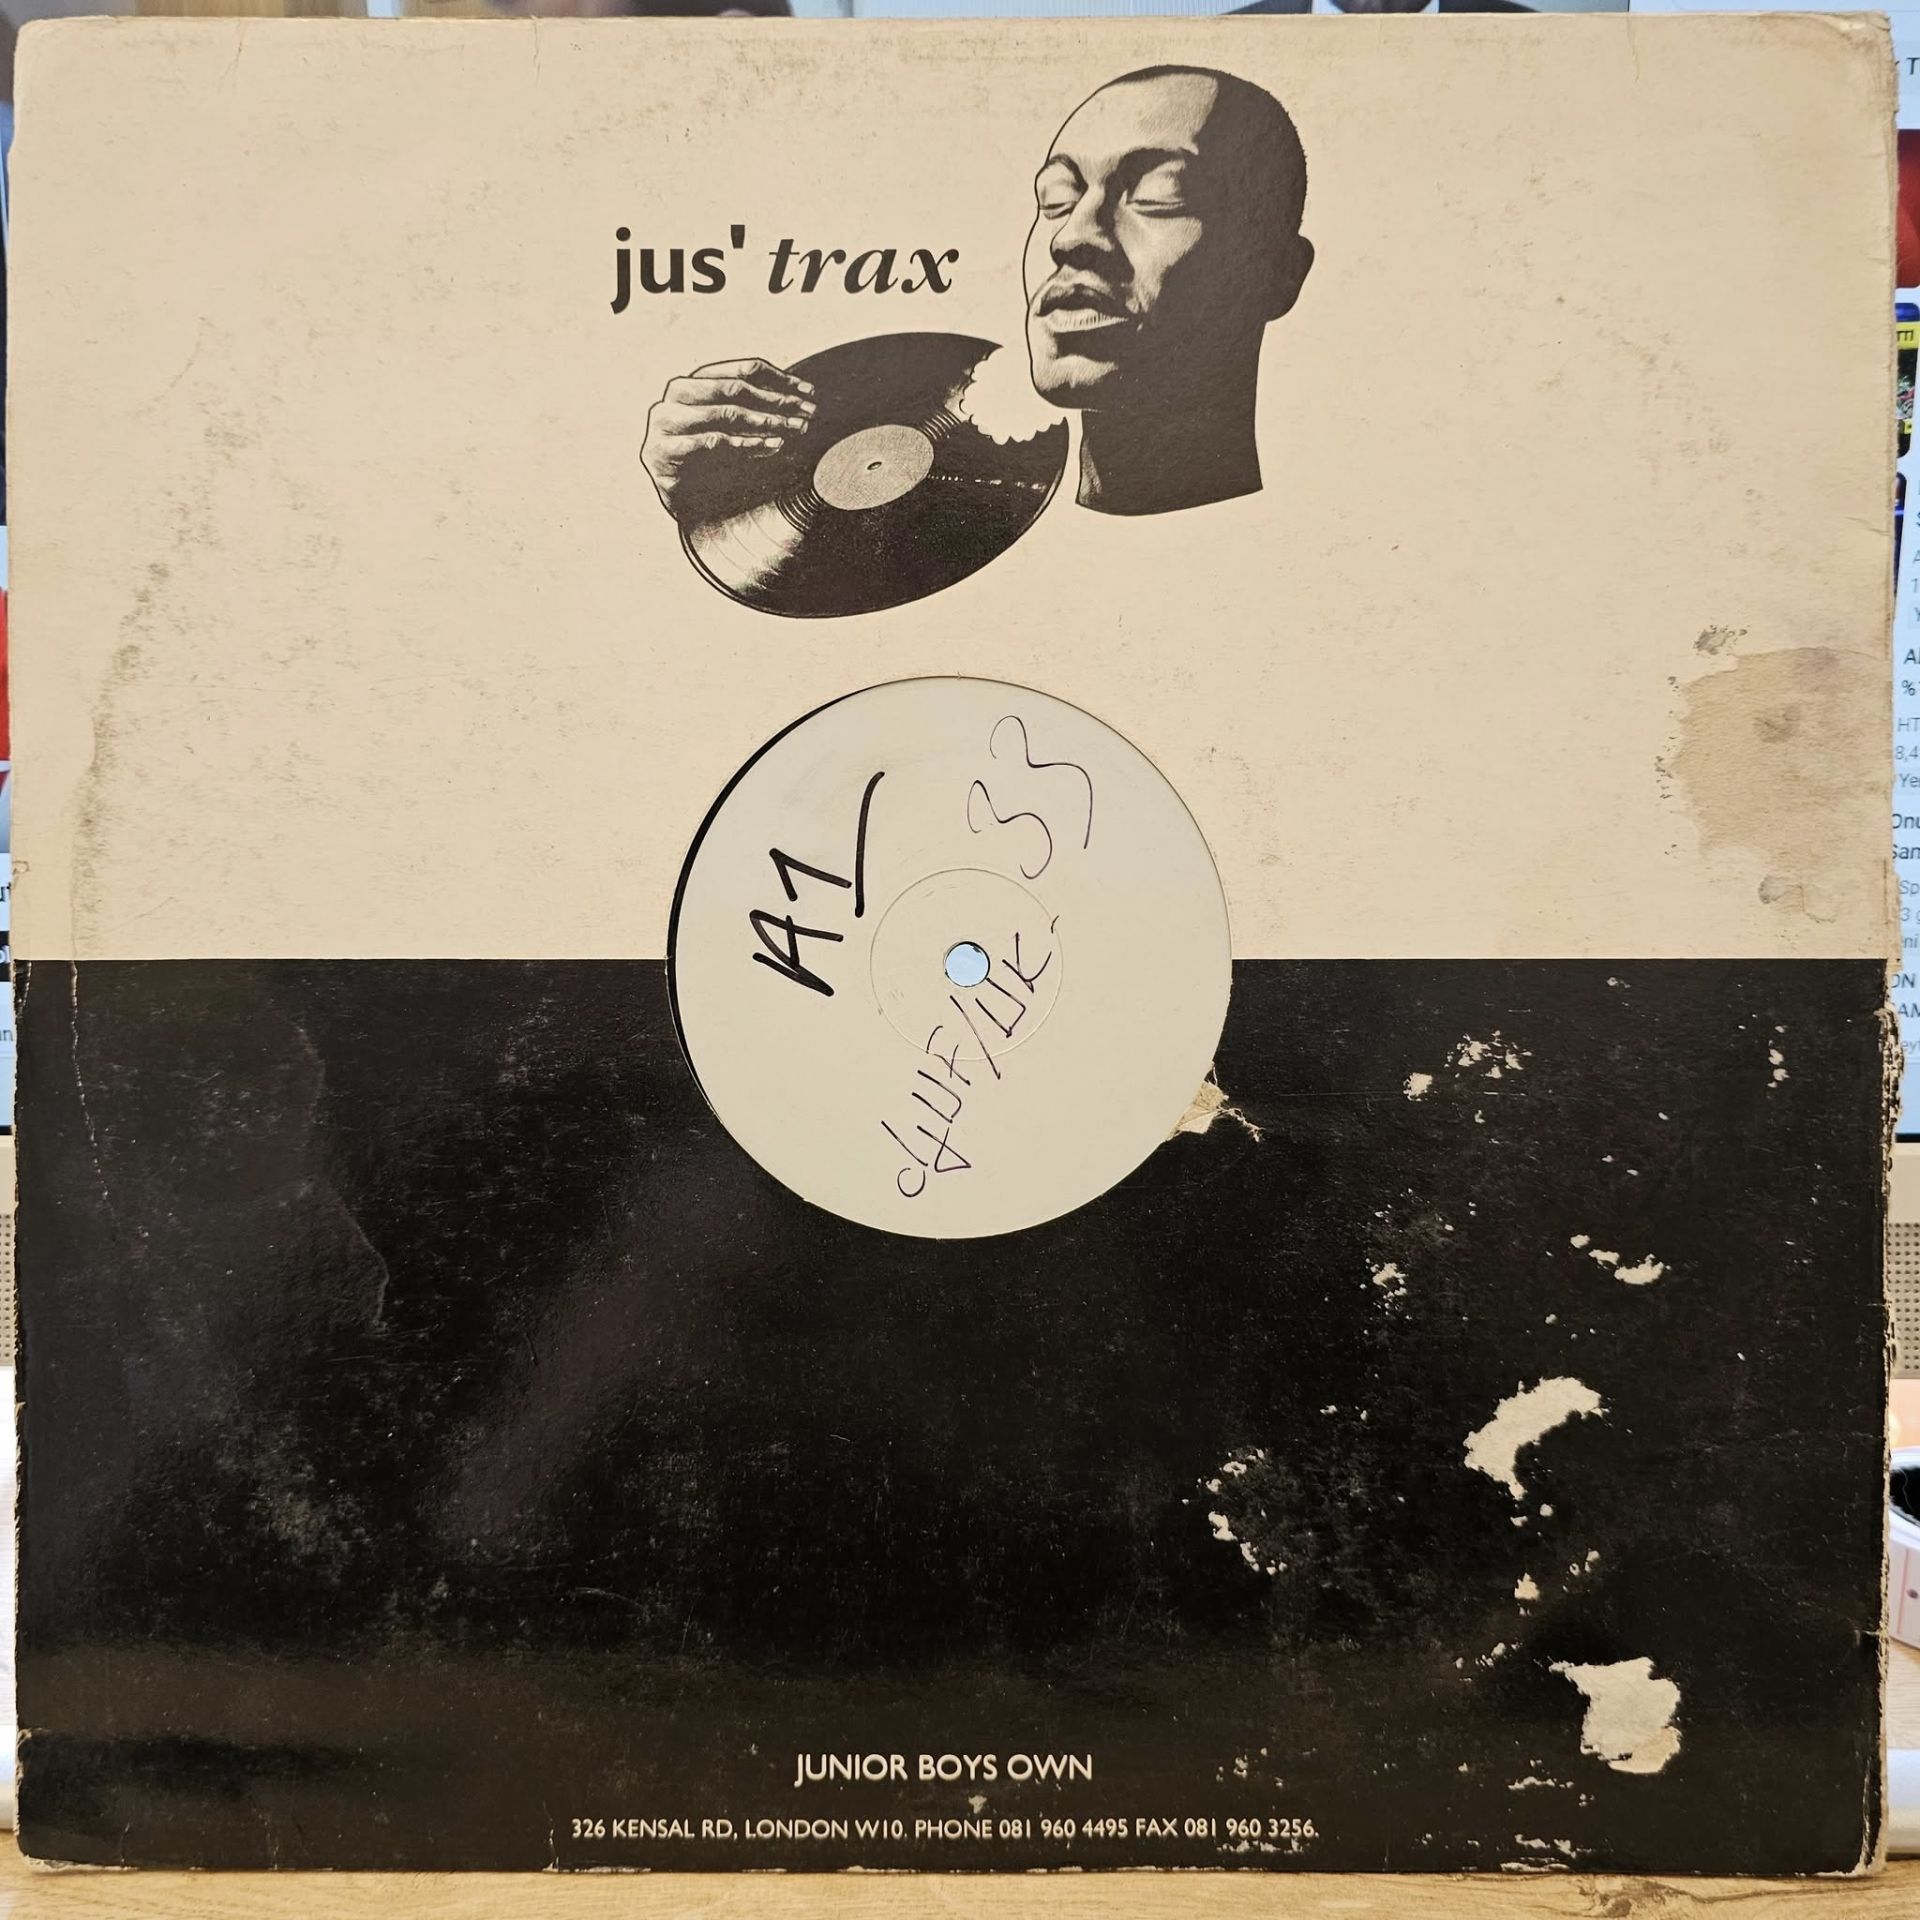 jus' trax
33
A1
JUNIOR BOYS OWN
326 KENSAL RD, LONDON W10. PHONE 081 960 4495 FAX 081 960 3256.